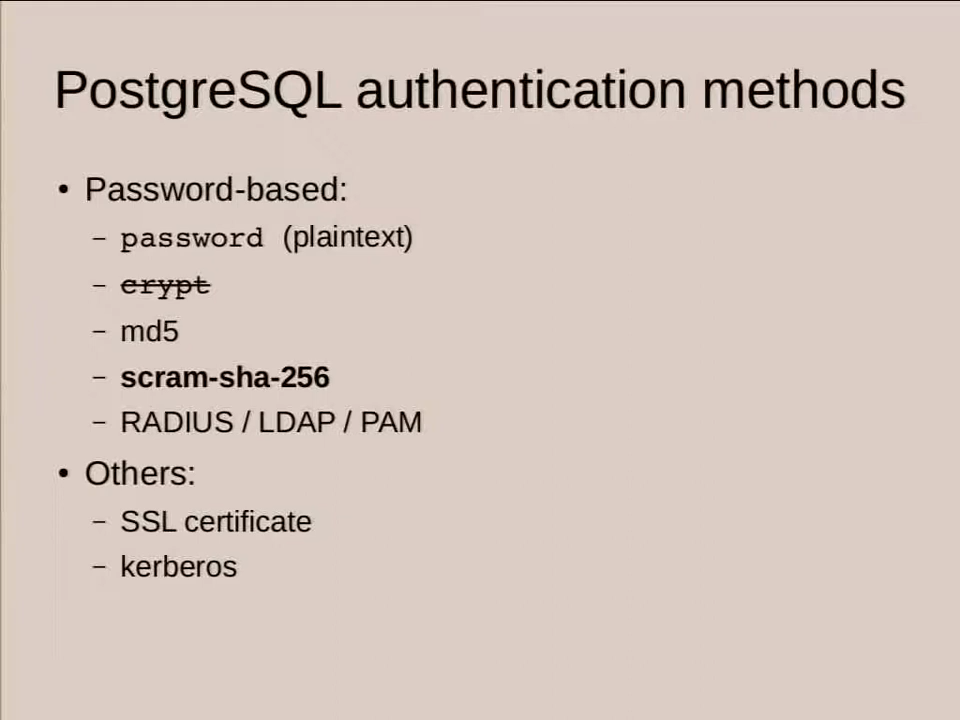 PostgreSQL authentication methods
• Password-based:
– password (plaintext)
– crypt
– md5
– scram-sha-256
– RADIUS / LDAP / PAM
• Others:
– SSL certificate
– kerberos